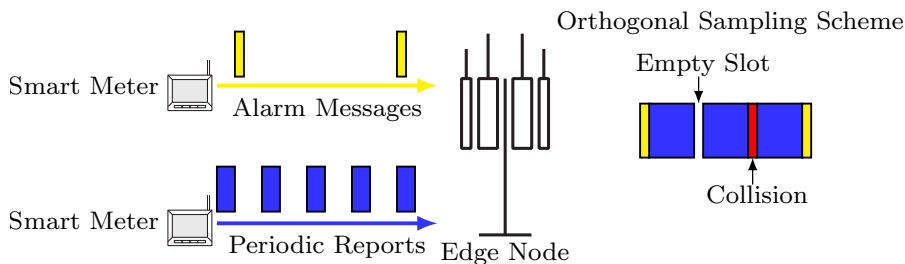 Orthogonal Sampling Scheme
Empty Slot
Smart Meter
Alarm Messages
Collision
Smart Meter
Periodic Reports
Edge Node